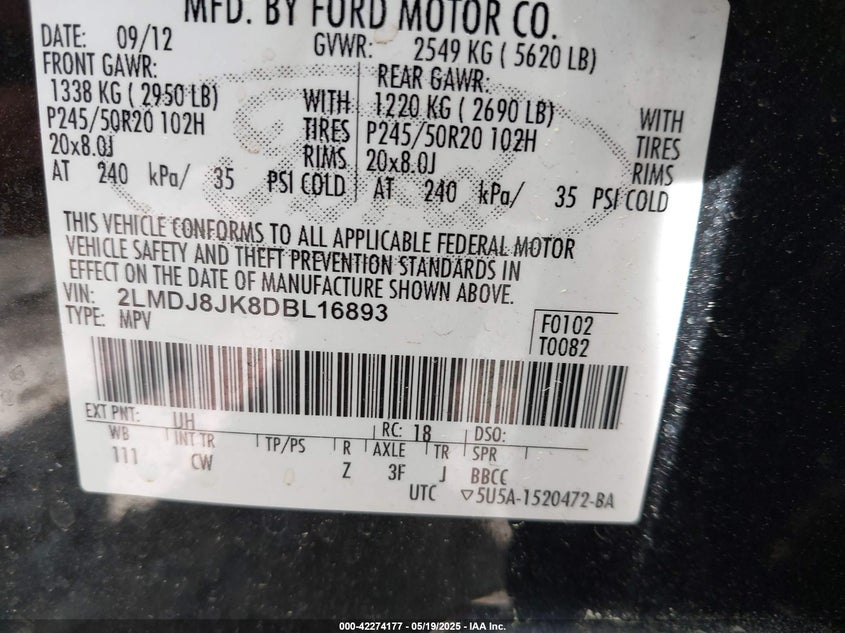 MFD. BY FORD MOTOR CO.
DATE: 09/12 GVWR: 2549 KG ( 5620 LB)
FRONT GAWR: REAR GAWR:
1338 KG ( 2950 LB) WITH 1220 KG ( 2690 LB) WITH
P245/50R20 102H TIRES P245/50R20 102H TIRES
20x8.0J RIMS 20x8.0J RIMS
AT 240 kPa/ 35 PSI COLD AT 240 kPa/ 35 PSI COLD
THIS VEHICLE CONFORMS TO ALL APPLICABLE FEDERAL MOTOR
VEHICLE SAFETY AND THEFT PREVENTION STANDARDS IN
EFFECT ON THE DATE OF MANUFACTURE SHOWN ABOVE.
VIN: 2LMDJ8JK8DBL16893
TYPE: MPV
F0102
T0082
EXT PNT: UH RC: 18 DSO:
WB INT TR TP/PS R AXLE TR SPR
111 CW Z 3F J BBCC
UTC ▽5U5A-1520472-BA
000-42274177 — 05/19/2025 - IAA Inc.